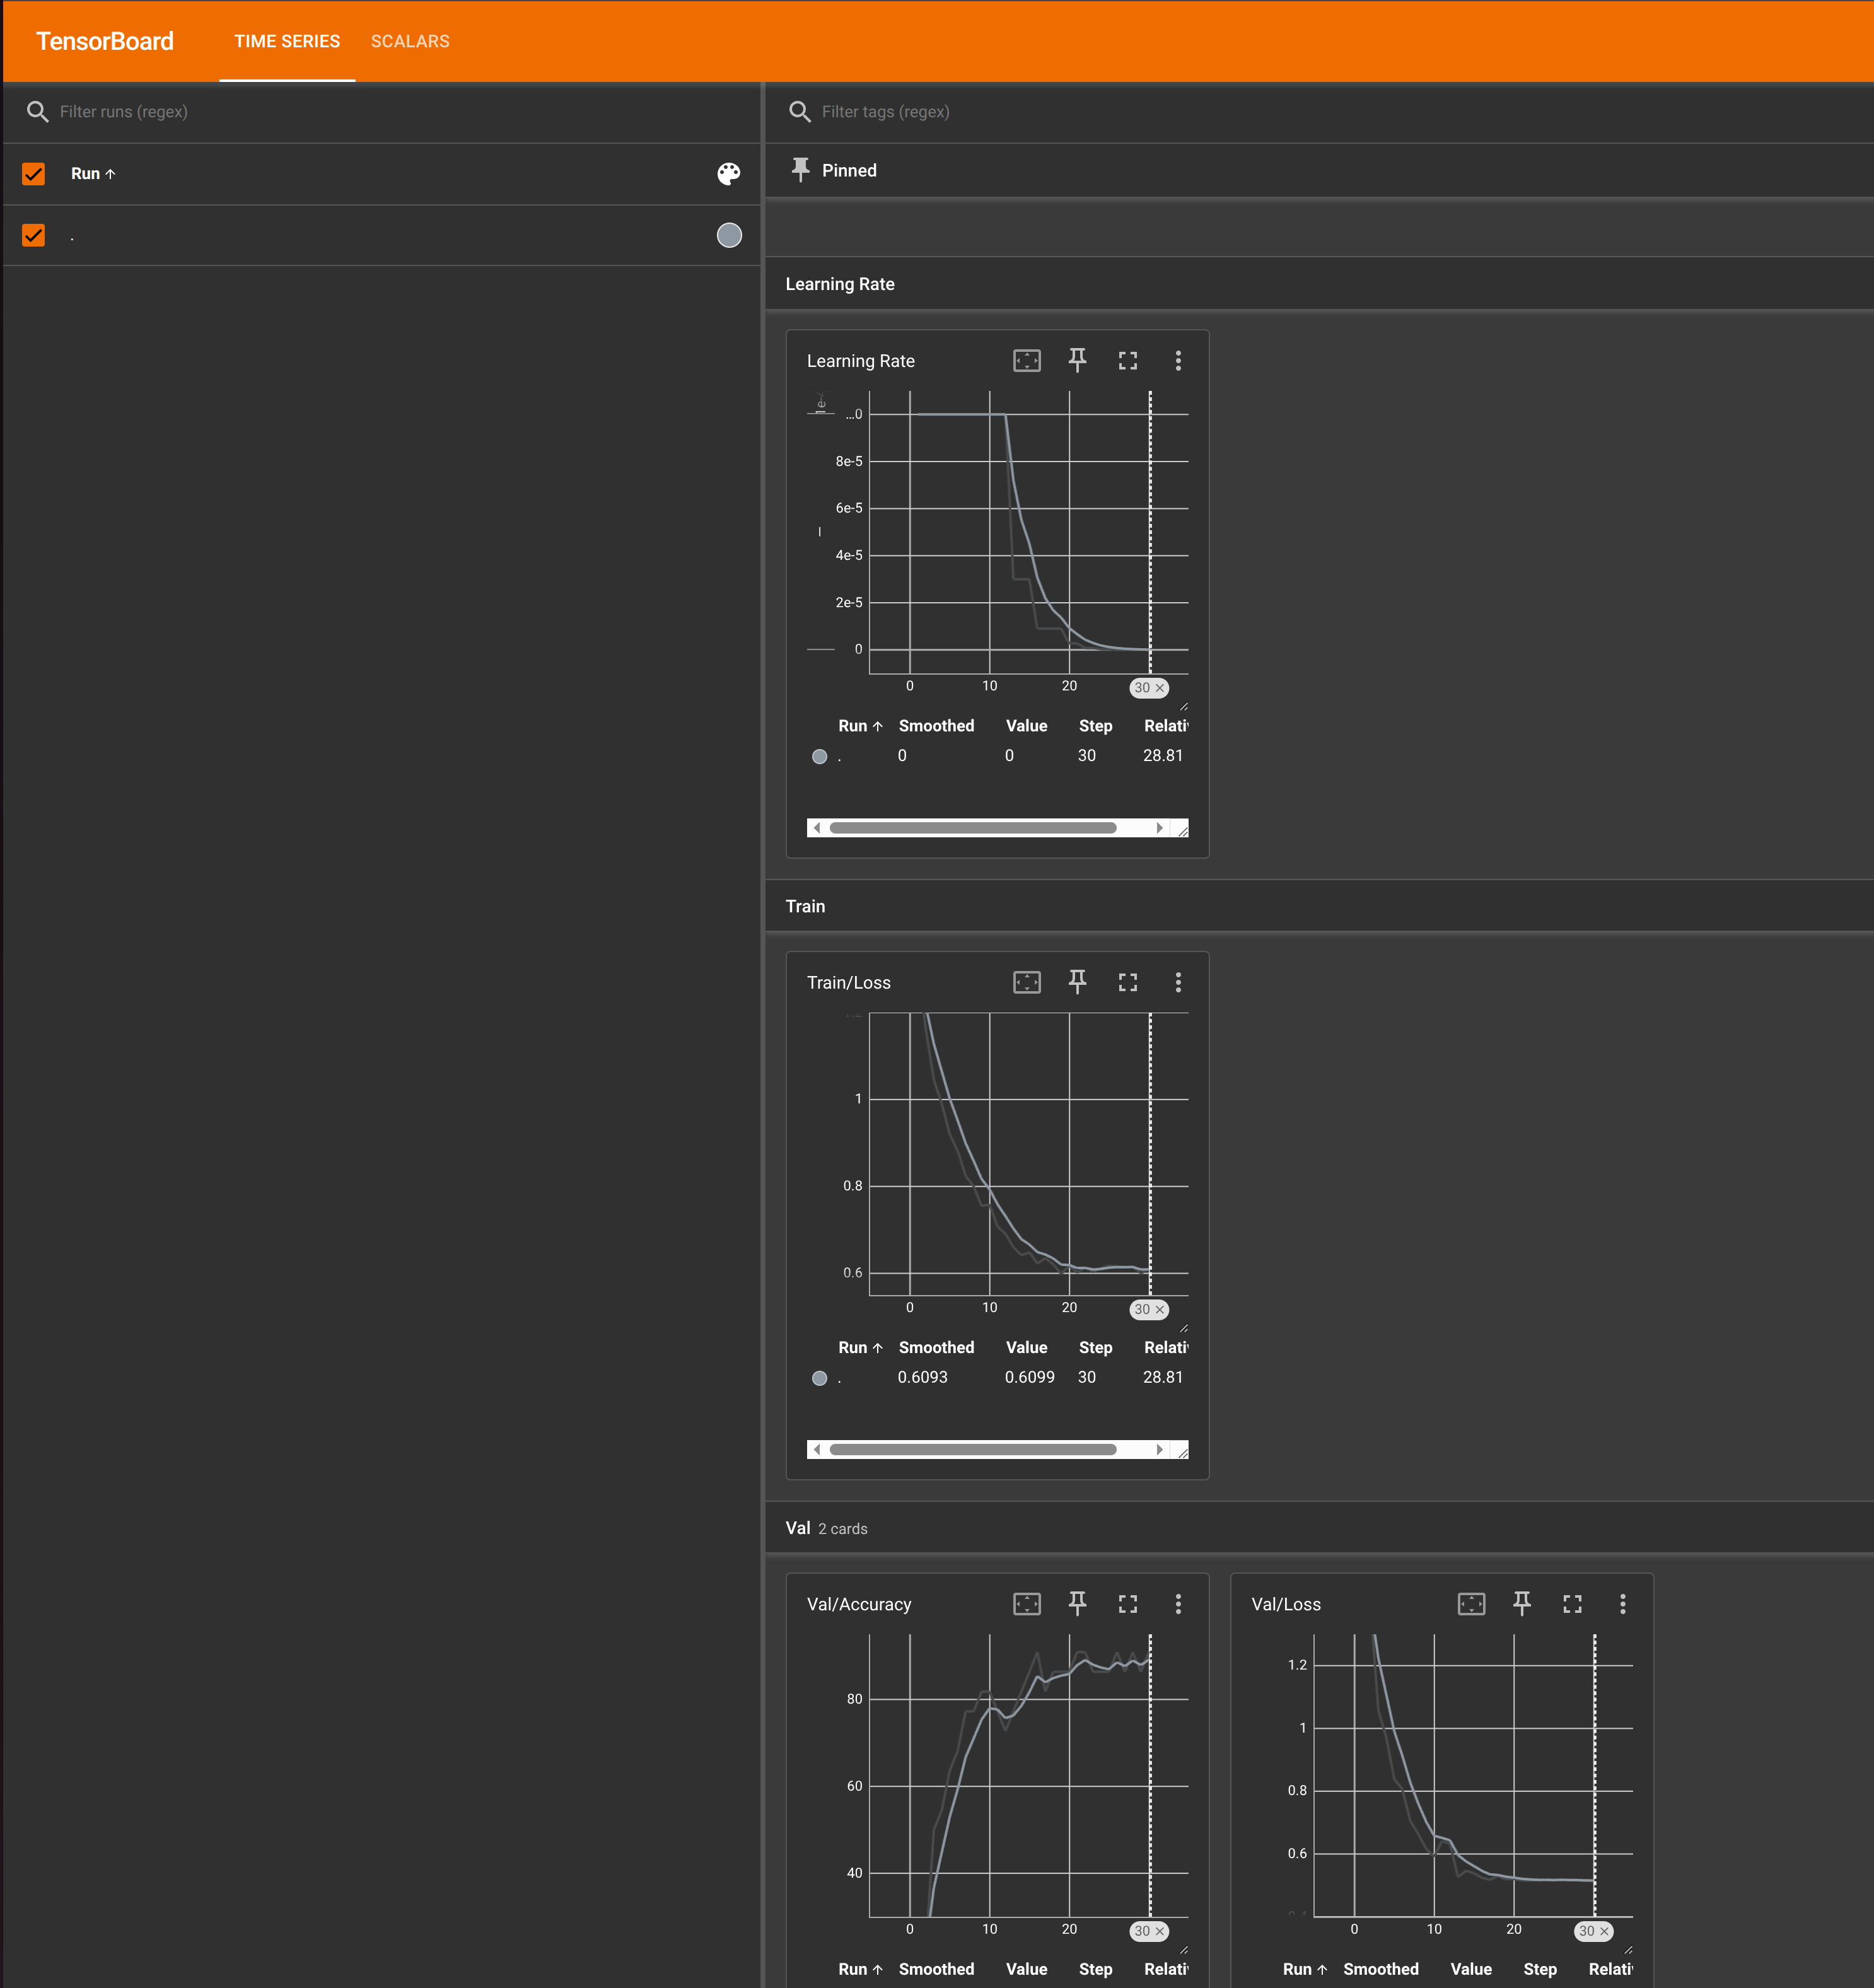 TensorBoard TIME SERIES SCALARS
Filter runs (regex)
Run
.
Filter tags (regex)
Pinned
Learning Rate
Learning Rate
...0
8e-5
6e-5
4e-5
2e-5
0
0 10 20 30
Run Smoothed Value Step Relati
. 0 0 30 28.81
Train
Train/Loss
1
0.8
0.6
0 10 20 30
Run Smoothed Value Step Relati
. 0.6093 0.6099 30 28.81
Val 2 cards
Val/Accuracy
80
60
40
0 10 20 30
Run Smoothed Value Step Relati
Val/Loss
1.2
1
0.8
0.6
0 10 20 30
Run Smoothed Value Step Relati